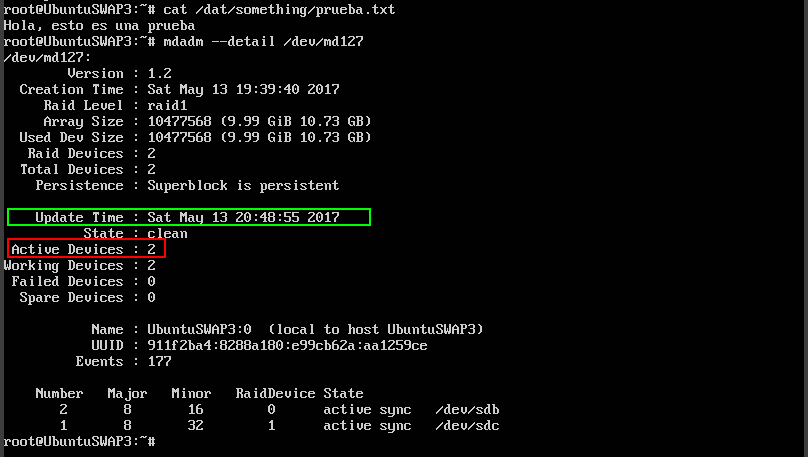 root@UbuntuSWAP3:~# cat /dat/something/prueba.txt
Hola, esto es una prueba
root@UbuntuSWAP3:~# mdadm --detail /dev/md127
/dev/md127:
Version : 1.2
Creation Time : Sat May 13 19:39:40 2017
Raid Level : raid1
Array Size : 10477568 (9.99 GiB 10.73 GB)
Used Dev Size : 10477568 (9.99 GiB 10.73 GB)
Raid Devices : 2
Total Devices : 2
Persistence : Superblock is persistent
Update Time : Sat May 13 20:48:55 2017
State : clean
Active Devices : 2
Working Devices : 2
Failed Devices : 0
Spare Devices : 0
Name : UbuntuSWAP3:0  (local to host UbuntuSWAP3)
UUID : 911f2ba4:8288a180:e99cb62a:aa1259ce
Events : 177
Number   Major   Minor   RaidDevice State
2       8       16        0      active sync   /dev/sdb
1       8       32        1      active sync   /dev/sdc
root@UbuntuSWAP3:~#